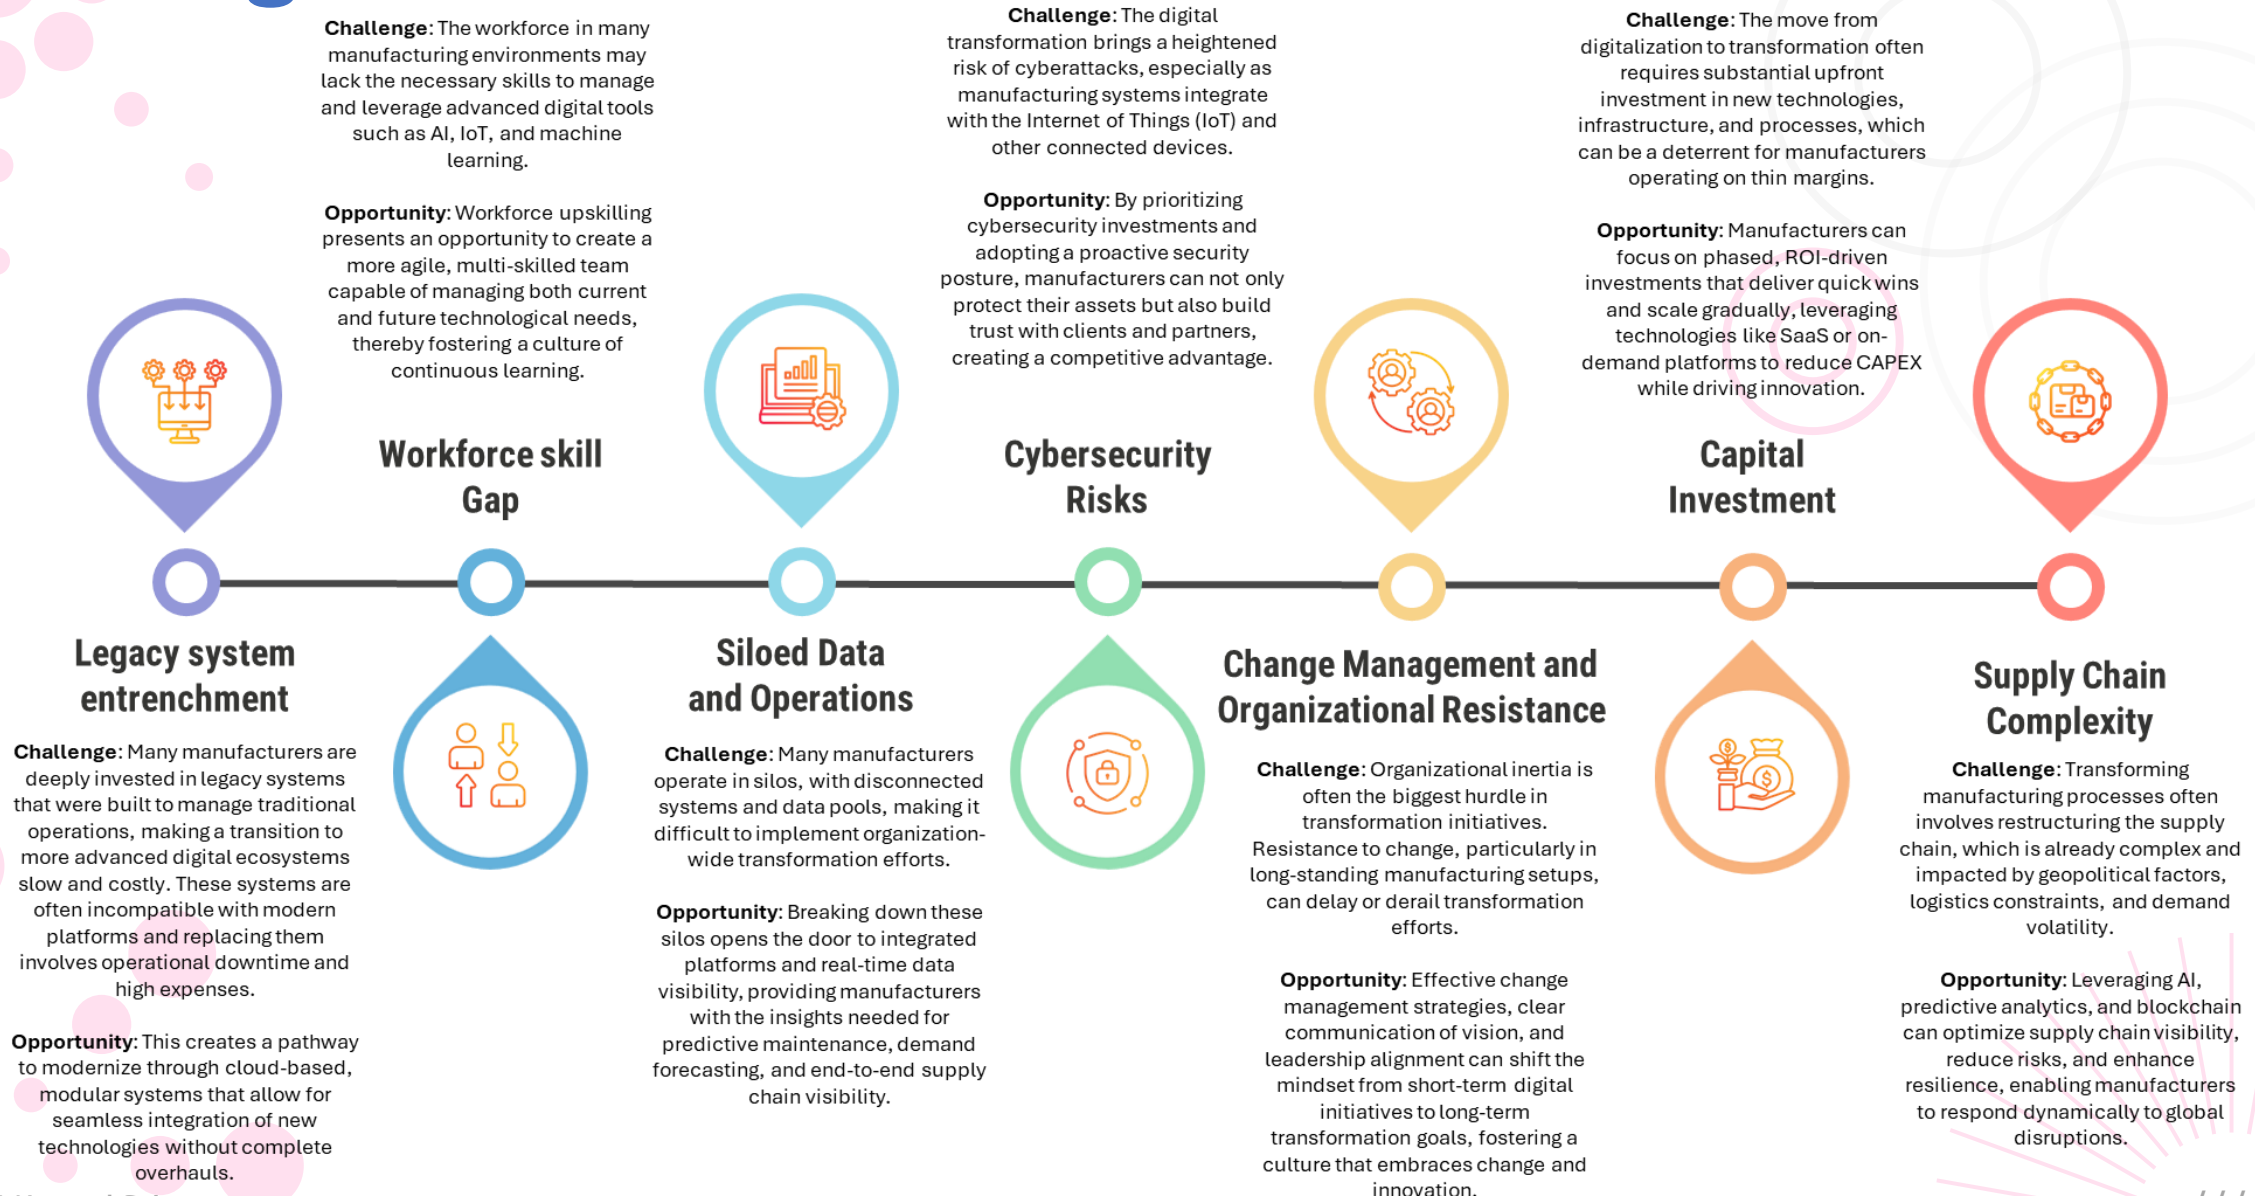 Challenge: The workforce in many
manufacturing environments may
lack the necessary skills to manage
and leverage advanced digital tools
such as AI, IoT, and machine
learning.
Opportunity: Workforce upskilling
presents an opportunity to create a
more agile, multi-skilled team
capable of managing both current
and future technological needs,
thereby fostering a culture of
continuous learning.
Workforce skill
Gap
Challenge: The digital
transformation brings a heightened
risk of cyberattacks, especially as
manufacturing systems integrate
with the Internet of Things (IoT) and
other connected devices.
Opportunity: By prioritizing
cybersecurity investments and
adopting a proactive security
posture, manufacturers can not only
protect their assets but also build
trust with clients and partners,
creating a competitive advantage.
Cybersecurity
Risks
Challenge: The move from
digitalization to transformation often
requires substantial upfront
investment in new technologies,
infrastructure, and processes, which
can be a deterrent for manufacturers
operating on thin margins.
Opportunity: Manufacturers can
focus on phased, ROI-driven
investments that deliver quick wins
and scale gradually, leveraging
technologies like SaaS or on-
demand platforms to reduce CAPEX
while driving innovation.
Capital
Investment
Legacy system
entrenchment
Challenge: Many manufacturers are
deeply invested in legacy systems
that were built to manage traditional
operations, making a transition to
more advanced digital ecosystems
slow and costly. These systems are
often incompatible with modern
platforms and replacing them
involves operational downtime and
high expenses.
Opportunity: This creates a pathway
to modernize through cloud-based,
modular systems that allow for
seamless integration of new
technologies without complete
overhauls.
Siloed Data
and Operations
Challenge: Many manufacturers
operate in silos, with disconnected
systems and data pools, making it
difficult to implement organization-
wide transformation efforts.
Opportunity: Breaking down these
silos opens the door to integrated
platforms and real-time data
visibility, providing manufacturers
with the insights needed for
predictive maintenance, demand
forecasting, and end-to-end supply
chain visibility.
Change Management and
Organizational Resistance
Challenge: Organizational inertia is
often the biggest hurdle in
transformation initiatives.
Resistance to change, particularly in
long-standing manufacturing setups,
can delay or derail transformation
efforts.
Opportunity: Effective change
management strategies, clear
communication of vision, and
leadership alignment can shift the
mindset from short-term digital
initiatives to long-term
transformation goals, fostering a
culture that embraces change and
innovation.
Supply Chain
Complexity
Challenge: Transforming
manufacturing processes often
involves restructuring the supply
chain, which is already complex and
impacted by geopolitical factors,
logistics constraints, and demand
volatility.
Opportunity: Leveraging AI,
predictive analytics, and blockchain
can optimize supply chain visibility,
reduce risks, and enhance
resilience, enabling manufacturers
to respond dynamically to global
disruptions.